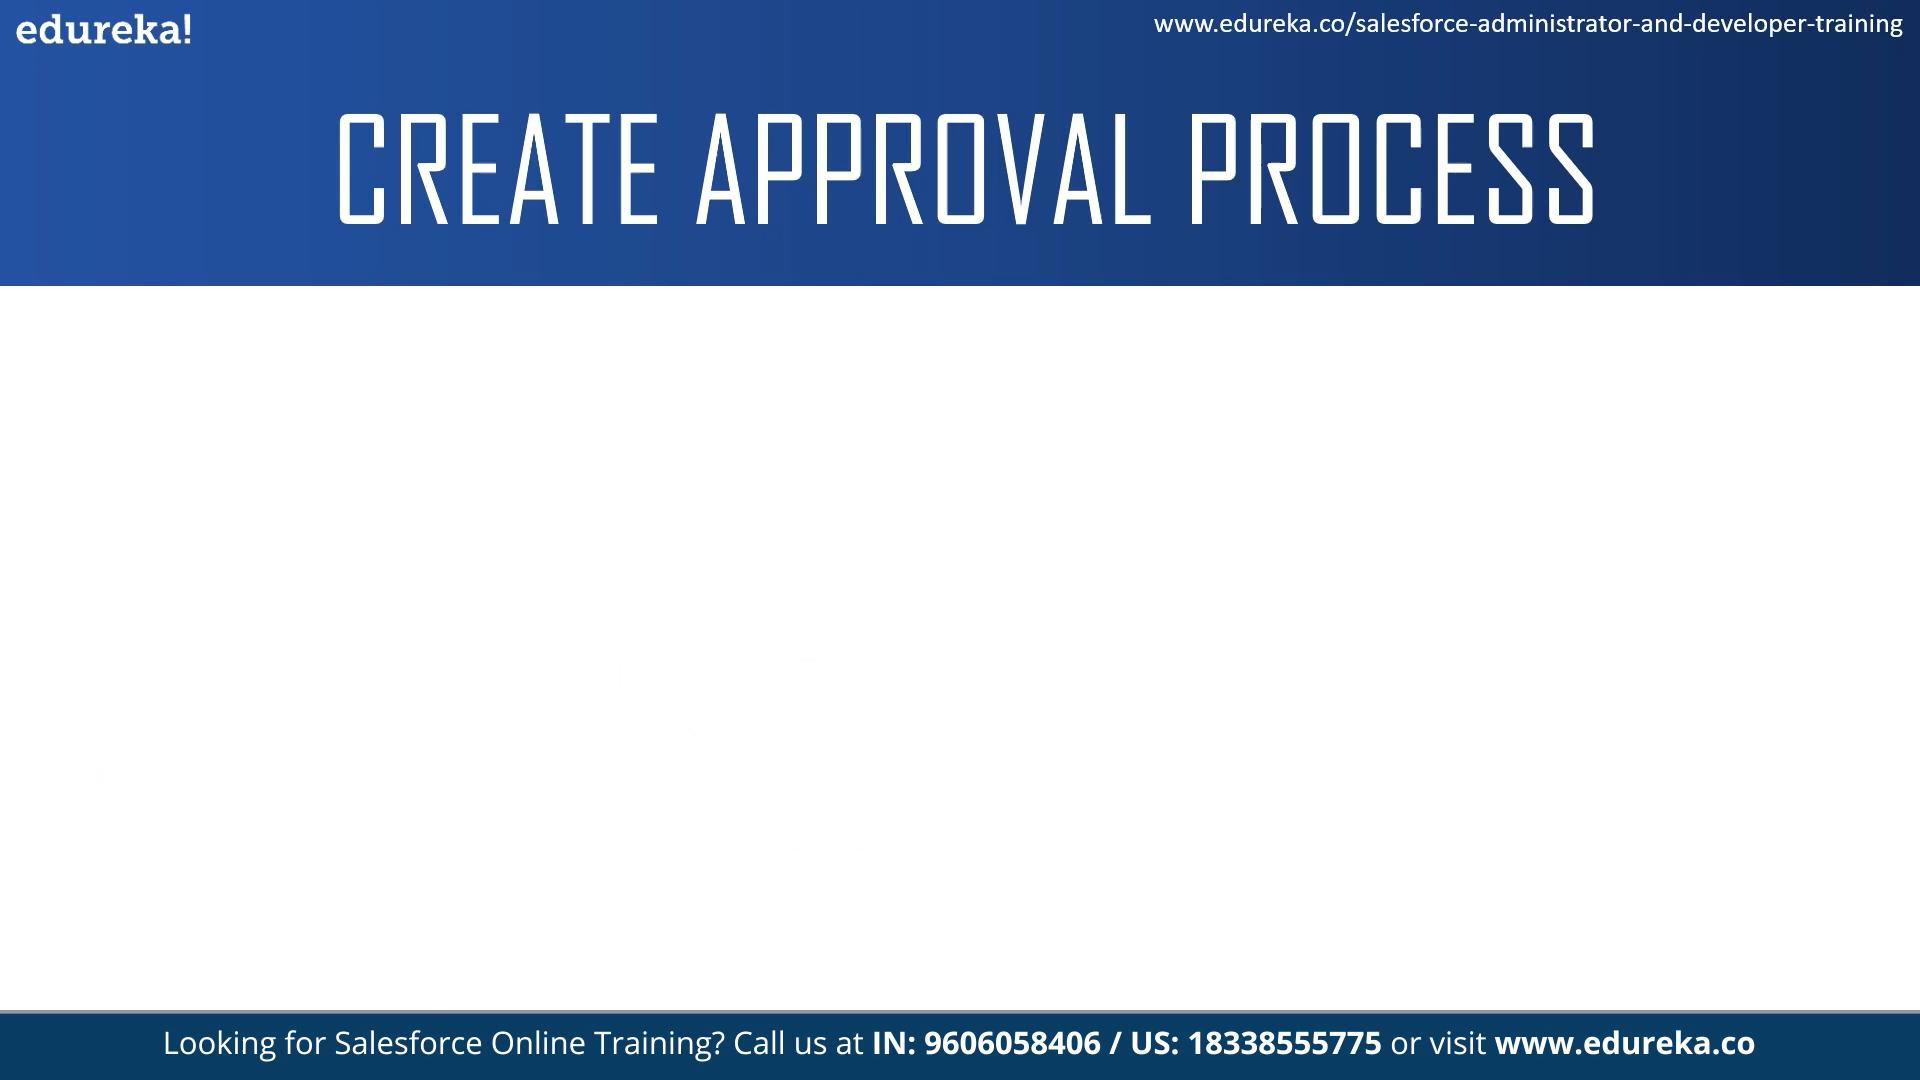 edureka!
www.edureka.co/salesforce-administrator-and-developer-training
CREATE APPROVAL PROCESS
Looking for Salesforce Online Training? Call us at IN: 9606058406 / US: 18338555775 or visit www.edureka.co